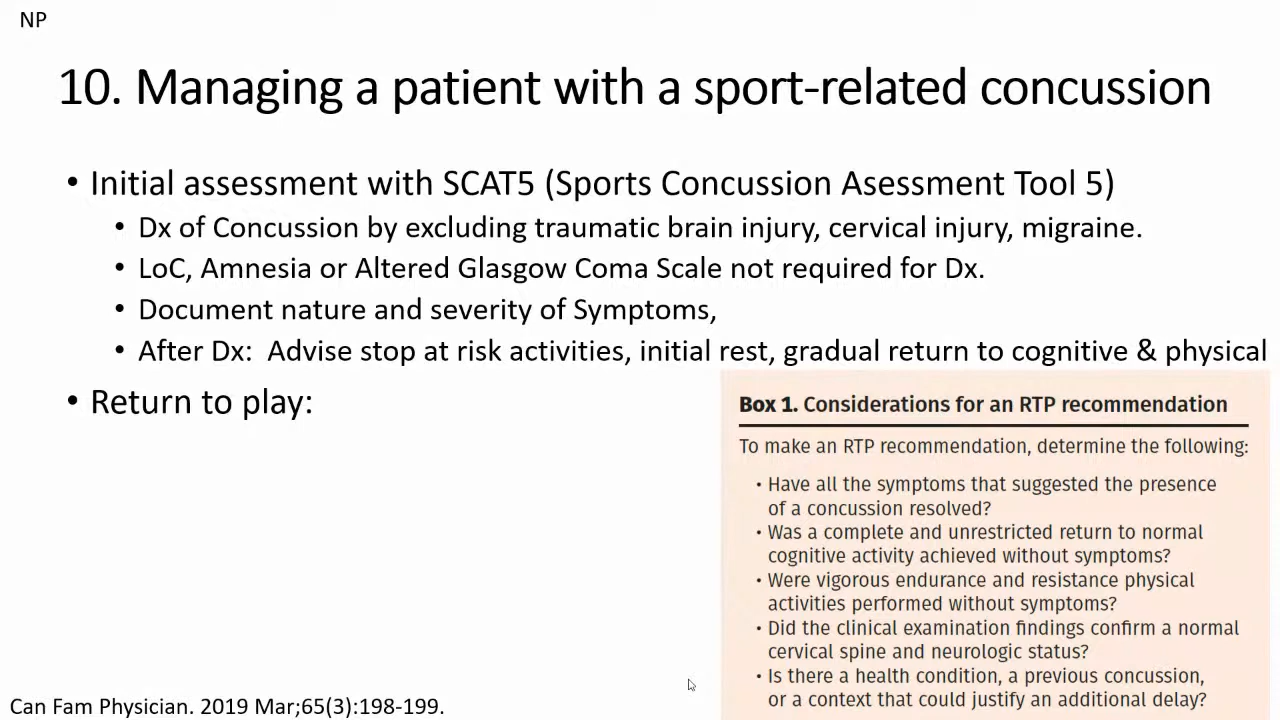 NP
10. Managing a patient with a sport-related concussion
• Initial assessment with SCAT5 (Sports Concussion Asessment Tool 5)
• Dx of Concussion by excluding traumatic brain injury, cervical injury, migraine.
• LoC, Amnesia or Altered Glasgow Coma Scale not required for Dx.
• Document nature and severity of Symptoms,
• After Dx: Advise stop at risk activities, initial rest, gradual return to cognitive & physical
• Return to play:
Box 1. Considerations for an RTP recommendation
To make an RTP recommendation, determine the following:
• Have all the symptoms that suggested the presence
of a concussion resolved?
• Was a complete and unrestricted return to normal
cognitive activity achieved without symptoms?
• Were vigorous endurance and resistance physical
activities performed without symptoms?
• Did the clinical examination findings confirm a normal
cervical spine and neurologic status?
• Is there a health condition, a previous concussion,
or a context that could justify an additional delay?
Can Fam Physician. 2019 Mar;65(3):198-199.